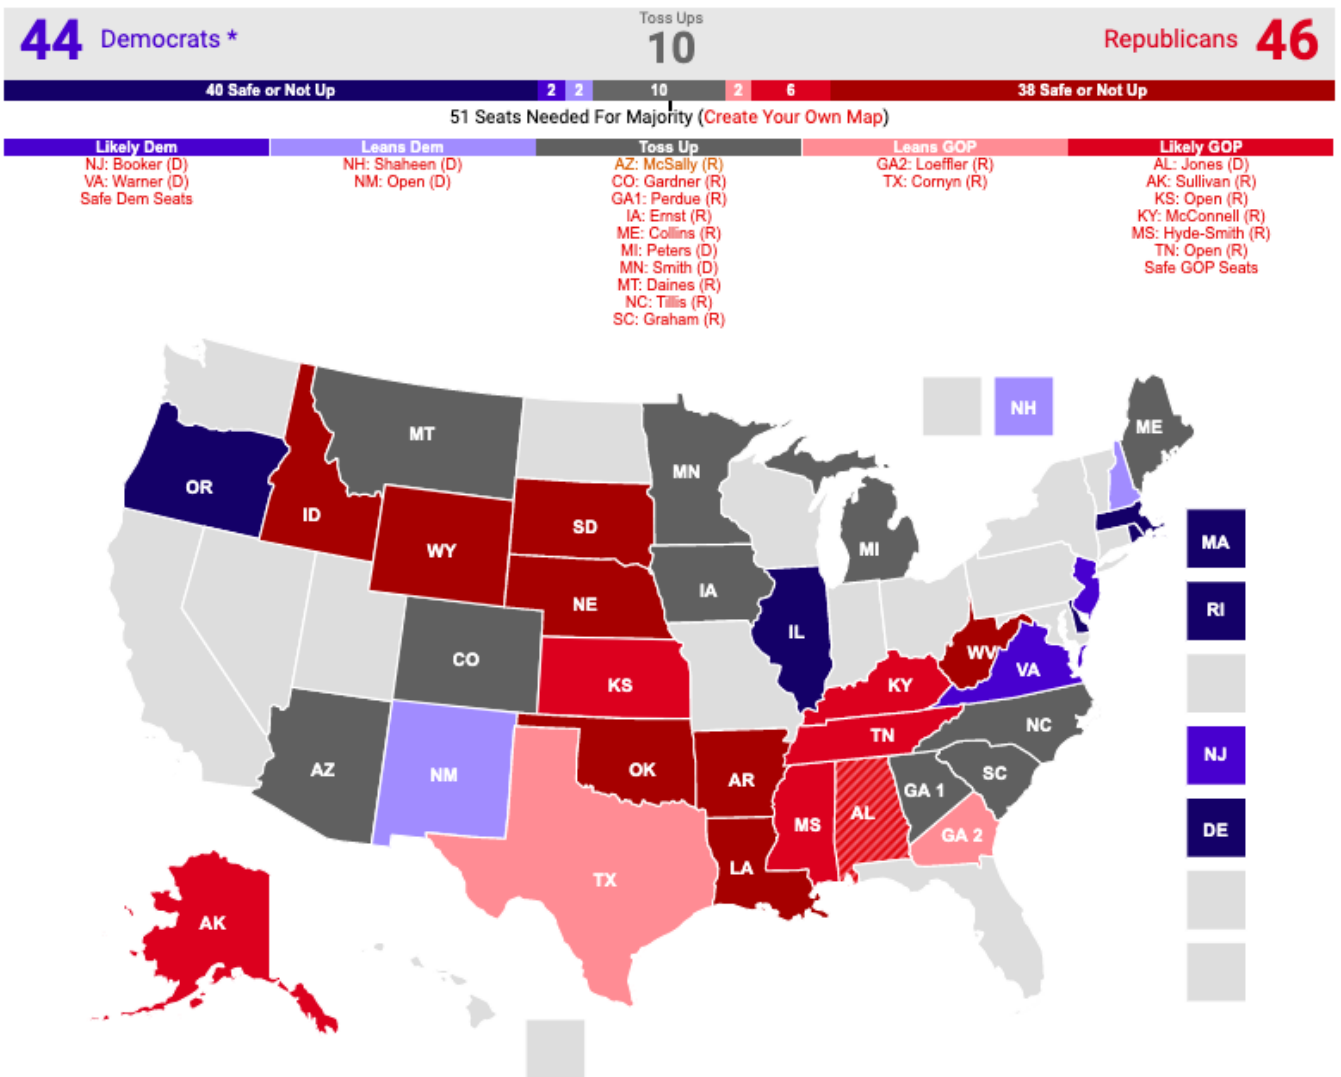 Toss Ups
44 Democrats * 10 Republicans 46
40 Safe or Not Up 2 2 10 2 6 38 Safe or Not Up
51 Seats Needed For Majority (Create Your Own Map)
Likely Dem
NJ: Booker (D)
VA: Warner (D)
Safe Dem Seats
Leans Dem
NH: Shaheen (D)
NM: Open (D)
Toss Up
AZ: McSally (R)
CO: Gardner (R)
GA1: Perdue (R)
IA: Ernst (R)
ME: Collins (R)
MI: Peters (D)
MN: Smith (D)
MT: Daines (R)
NC: Tillis (R)
SC: Graham (R)
Leans GOP
GA2: Loeffler (R)
TX: Cornyn (R)
Likely GOP
AL: Jones (D)
AK: Sullivan (R)
KS: Open (R)
KY: McConnell (R)
MS: Hyde-Smith (R)
TN: Open (R)
Safe GOP Seats
NH
ME
MT
MN
OR
ID
SD
WY
MI
MA
NE
IA
RI
IL
CO
KS
WV
VA
KY
NC
TN
NJ
AZ
NM
OK
AR
SC
GA 1
MS
AL
GA 2
DE
LA
TX
AK